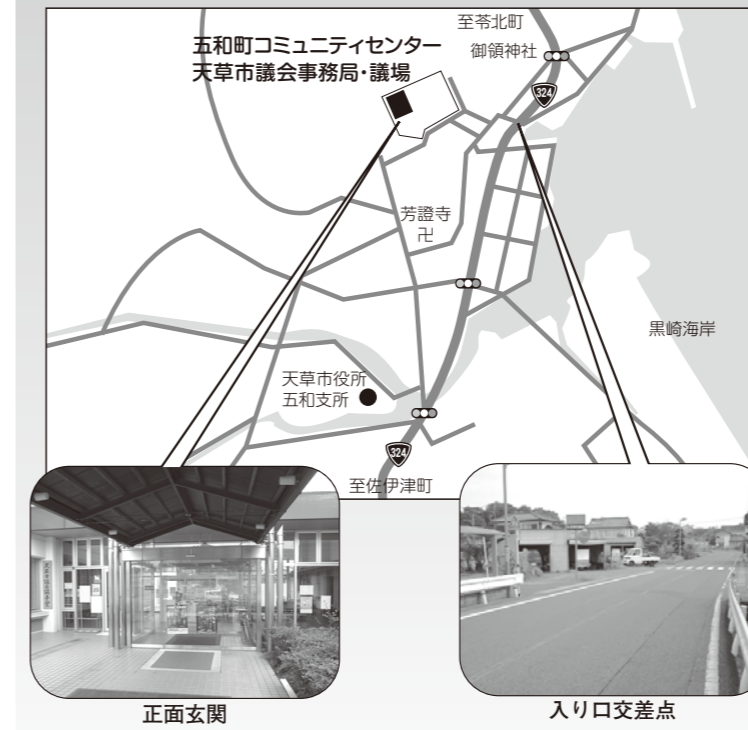 至苓北町
五和町コミュニティセンター
天草市議会事務局・議場
御領神社
324
芳證寺
卍
黒崎海岸
天草市役所
五和支所
324
至佐伊津町
正面玄関
入り口交差点